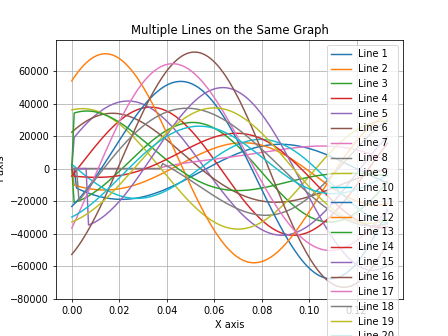 Multiple Lines on the Same Graph
60000
40000
20000
0
−20000
−40000
−60000
−80000
0.00
0.02
0.04
0.06
0.08
0.10
X axis
Line 1
Line 2
Line 3
Line 4
Line 5
Line 6
Line 7
Line 8
Line 9
Line 10
Line 11
Line 12
Line 13
Line 14
Line 15
Line 16
Line 17
Line 18
Line 19
Line 20